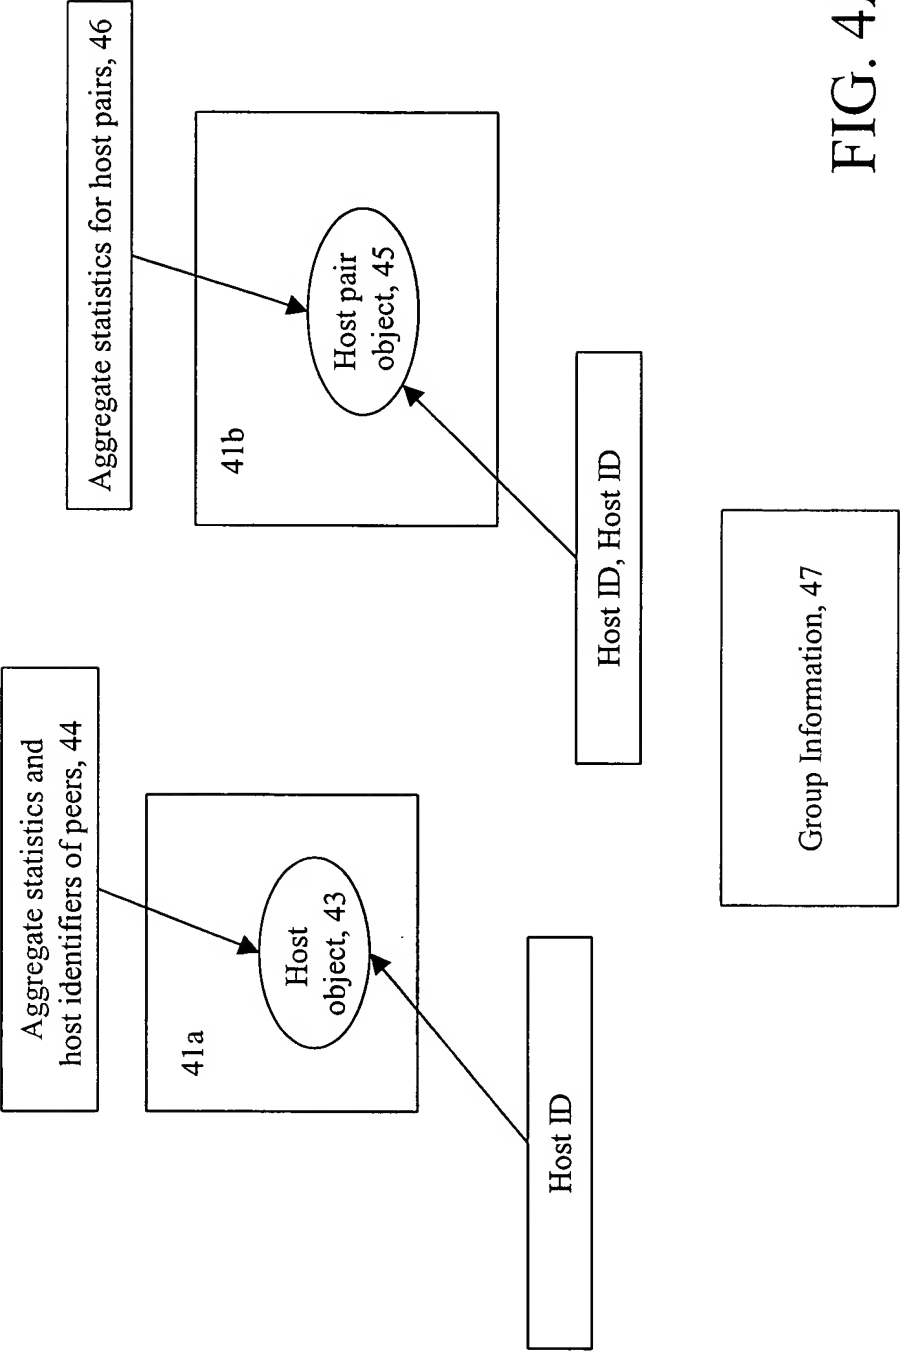 Aggregate statistics and
host identifiers of peers, 44
Aggregate statistics for host pairs, 46
41a
Host
object, 43
41b
Host pair
object, 45
Host ID
Host ID, Host ID
Group Information, 47
FIG. 4A